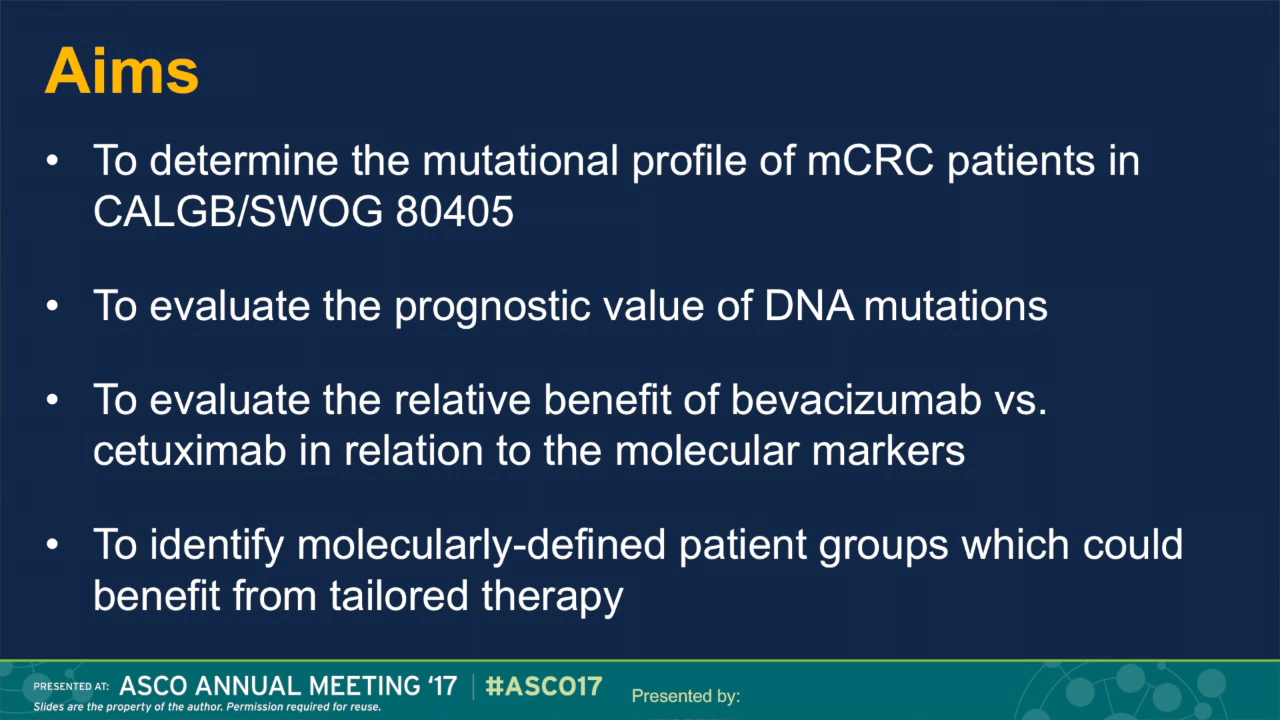 Aims
• To determine the mutational profile of mCRC patients in
CALGB/SWOG 80405
• To evaluate the prognostic value of DNA mutations
• To evaluate the relative benefit of bevacizumab vs.
cetuximab in relation to the molecular markers
• To identify molecularly-defined patient groups which could
benefit from tailored therapy
PRESENTED AT: ASCO ANNUAL MEETING ‘17 | #ASCO17
Slides are the property of the author. Permission required for reuse.
Presented by: